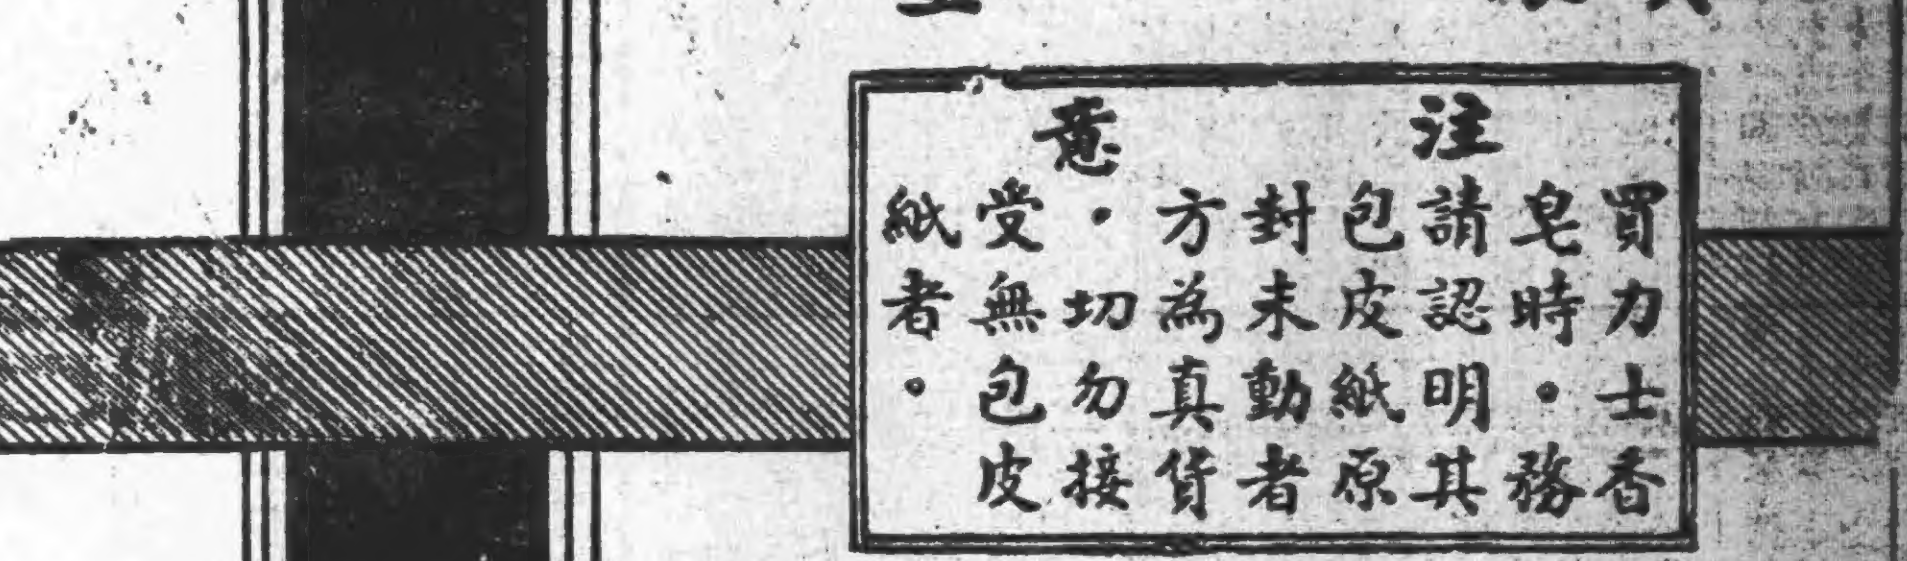 注意
買力士香
皂時。務
請認明其
包皮紙原
封未動者
方為真貨
。切勿接
受無包皮
紙者。